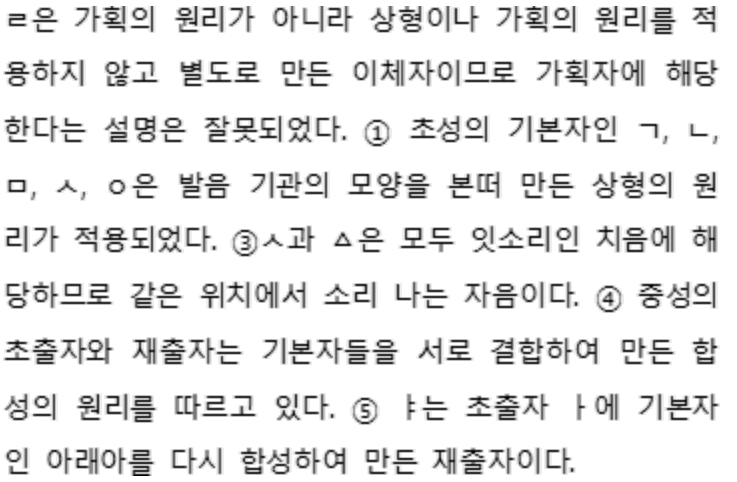 ㄹ은 가획의 원리가 아니라 상형이나 가획의 원리를 적
용하지 않고 별도로 만든 이체자이므로 가획자에 해당
한다는 설명은 잘못되었다. ① 초성의 기본자인 ㄱ, ㄴ,
ㅁ, ㅅ, ㅇ은 발음 기관의 모양을 본떠 만든 상형의 원
리가 적용되었다. ③ㅅ과 ㅿ은 모두 잇소리인 치음에 해
당하므로 같은 위치에서 소리 나는 자음이다. ④ 중성의
초출자와 재출자는 기본자들을 서로 결합하여 만든 합
성의 원리를 따르고 있다. ⑤ ㅑ는 초출자 ㅏ에 기본자
인 아래아를 다시 합성하여 만든 재출자이다.